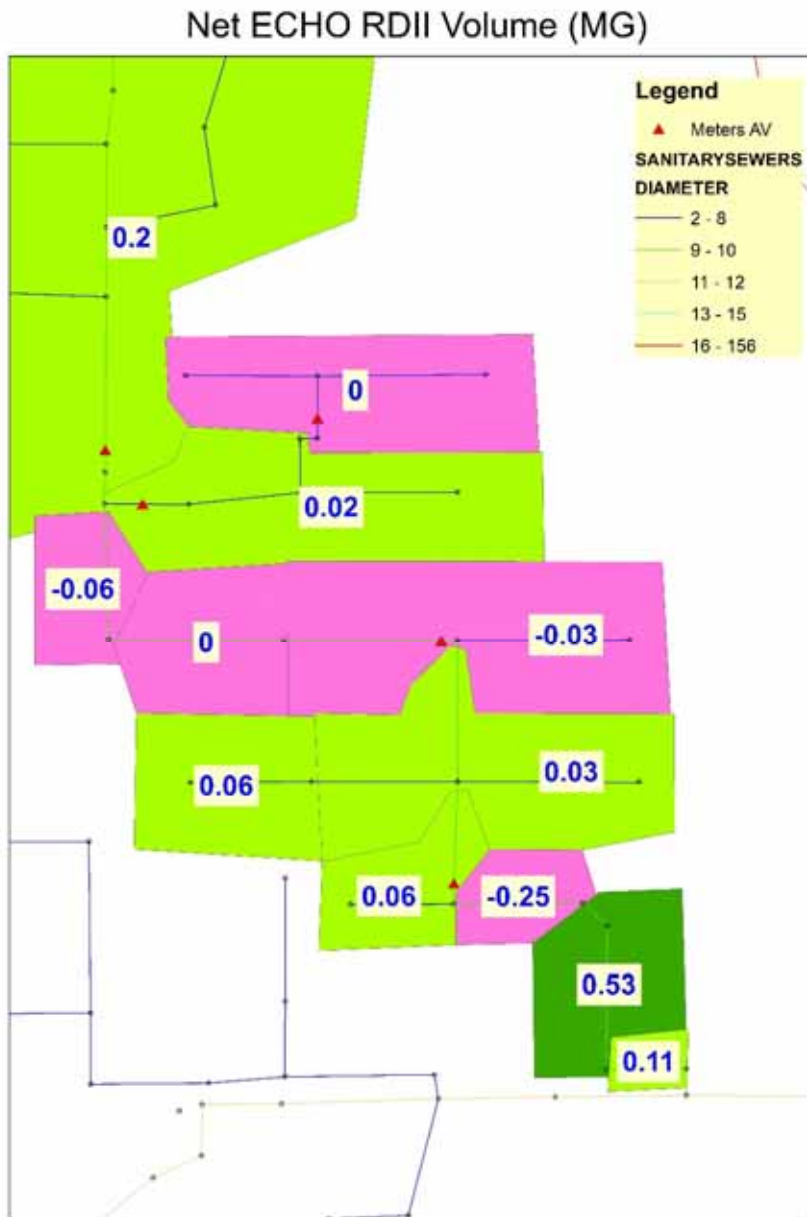 Net ECHO RDII Volume (MG)
Legend
Meters AV
SANITARYSEWERS
DIAMETER
2 - 8
9 - 10
11 - 12
13 - 15
16 - 156
0.2
0
0.02
-0.06
0
-0.03
0.06
0.03
0.06
-0.25
0.53
0.11